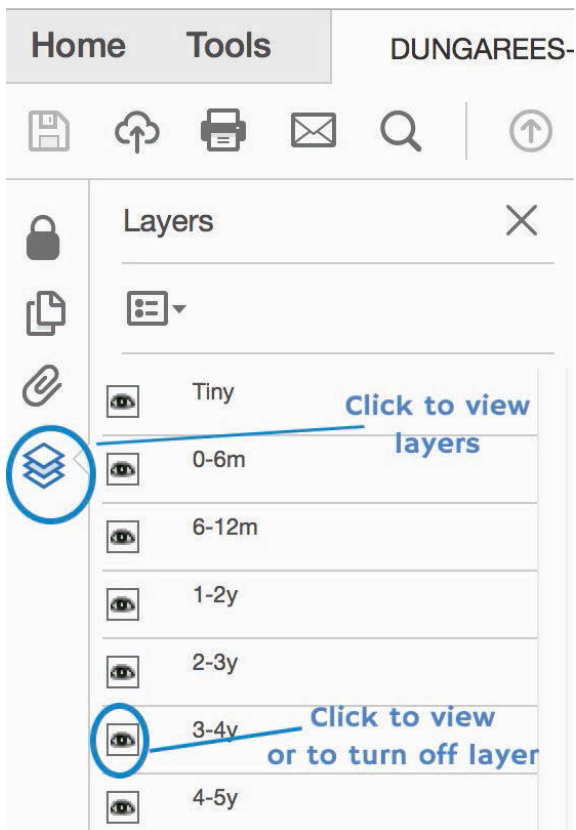 Home Tools DUNGAREES-
Layers
Tiny
Click to view
layers
0-6m
6-12m
1-2y
2-3y
3-4y
Click to view
or to turn off layer
4-5y